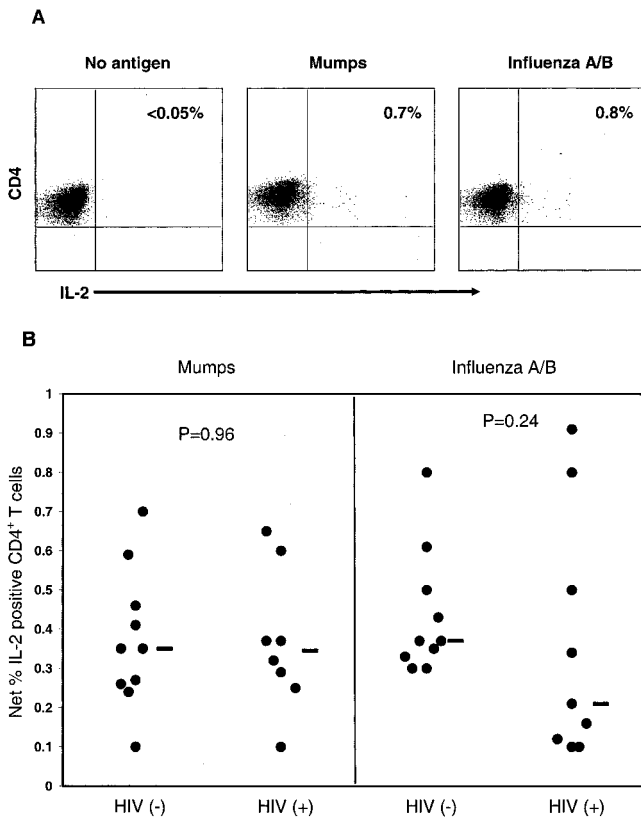 A
No antigen
Mumps
Influenza A/B
<0.05%
0.7%
0.8%
CD4
IL-2
B
Mumps
Influenza A/B
P=0.96
P=0.24
Net % IL-2 positive CD4⁺ T cells
1
0.9
0.8
0.7
0.6
0.5
0.4
0.3
0.2
0.1
0
HIV (-)
HIV (+)
HIV (-)
HIV (+)